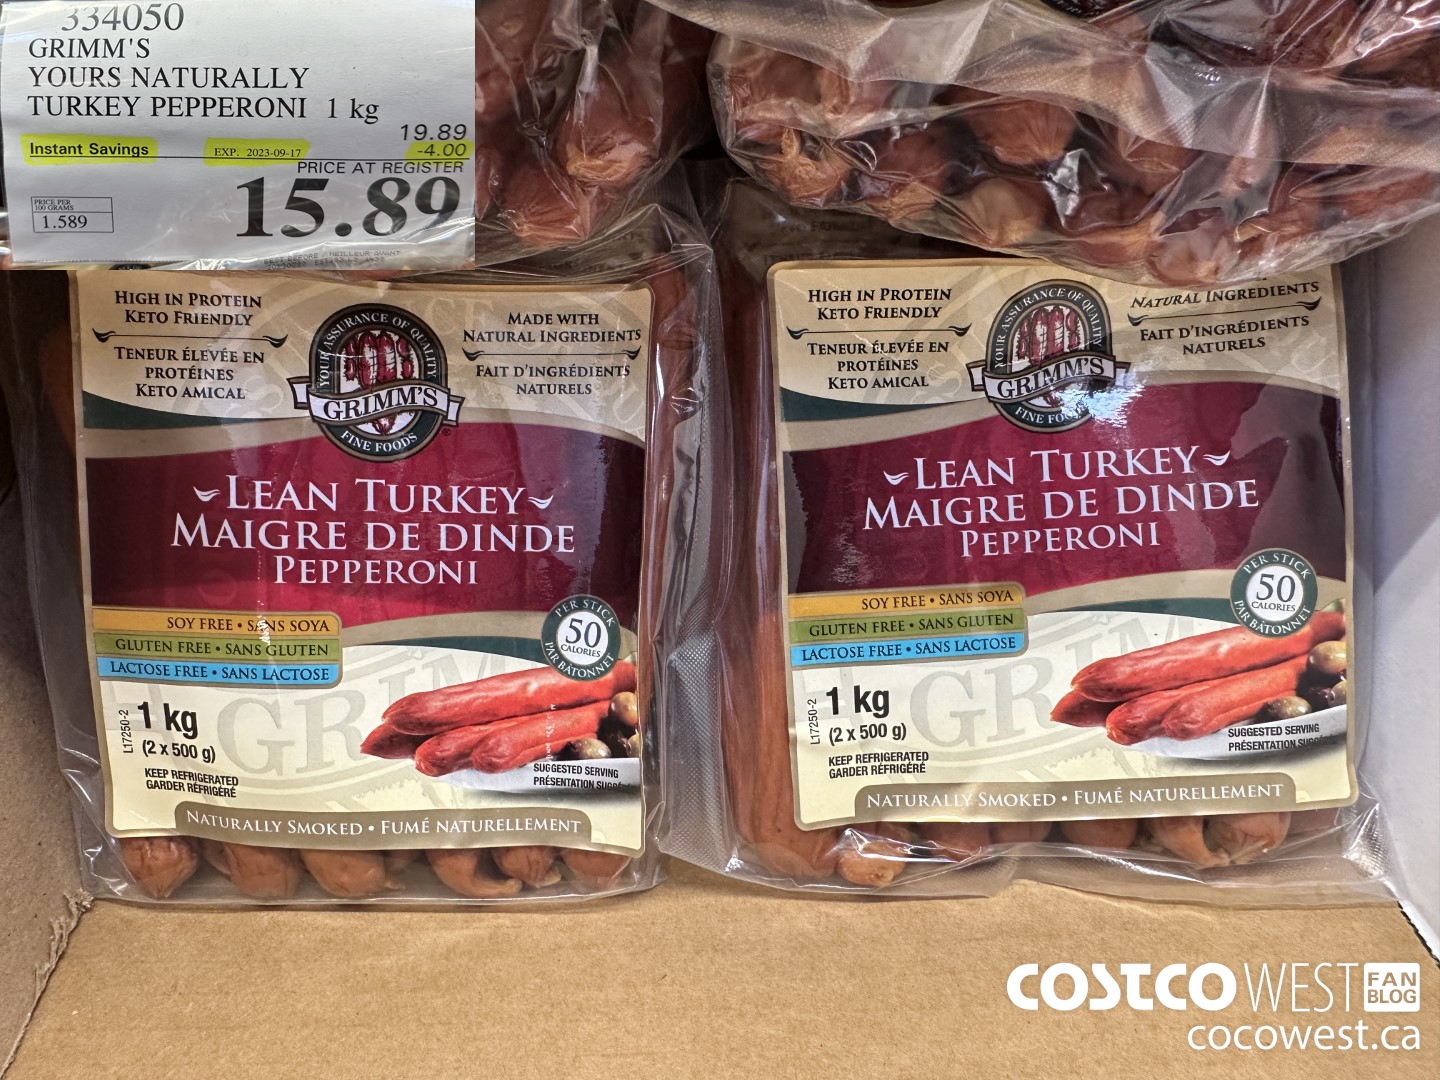 334050
GRIMM'S
YOURS NATURALLY
TURKEY PEPPERONI 1 kg
19.89
Instant Savings EXP. 2023-09-17 -4.00
PRICE AT REGISTER
15.89
PRICE PER
100 GRAMS
1.589
HIGH IN PROTEIN
KETO FRIENDLY
TENEUR ÉLEVÉE EN
PROTÉINES
KETO AMICAL
YOUR ASSURANCE OF QUALITY
GRIMM'S
FINE FOODS
MADE WITH
NATURAL INGREDIENTS
FAIT D'INGRÉDIENTS
NATURELS
LEAN TURKEY
MAIGRE DE DINDE
PEPPERONI
SOY FREE • SANS SOYA
GLUTEN FREE • SANS GLUTEN
LACTOSE FREE • SANS LACTOSE
PER STICK
50
CALORIES
PAR BÂTONNET
L17250-2
1 kg
(2 x 500 g)
KEEP REFRIGERATED
GARDER RÉFRIGÉRÉ
SUGGESTED SERVING
PRÉSENTATION
NATURALLY SMOKED • FUMÉ NATURELLEMENT
HIGH IN PROTEIN
KETO FRIENDLY
TENEUR ÉLEVÉE EN
PROTÉINES
KETO AMICAL
YOUR ASSURANCE OF QUALITY
GRIMM'S
FINE
NATURAL INGREDIENTS
FAIT D'INGRÉDIENTS
NATURELS
LEAN TURKEY
MAIGRE DE DINDE
PEPPERONI
SOY FREE • SANS SOYA
GLUTEN FREE • SANS GLUTEN
LACTOSE FREE • SANS LACTOSE
PER STICK
50
CALORIES
PAR BÂTONNET
L17250-2
1 kg
(2 x 500 g)
KEEP REFRIGERATED
GARDER RÉFRIGÉRÉ
SUGGESTED SERVING
PRÉSENTATION
NATURALLY SMOKED • FUMÉ NATURELLEMENT
COSTCO WEST FAN BLOG
cocowest.ca